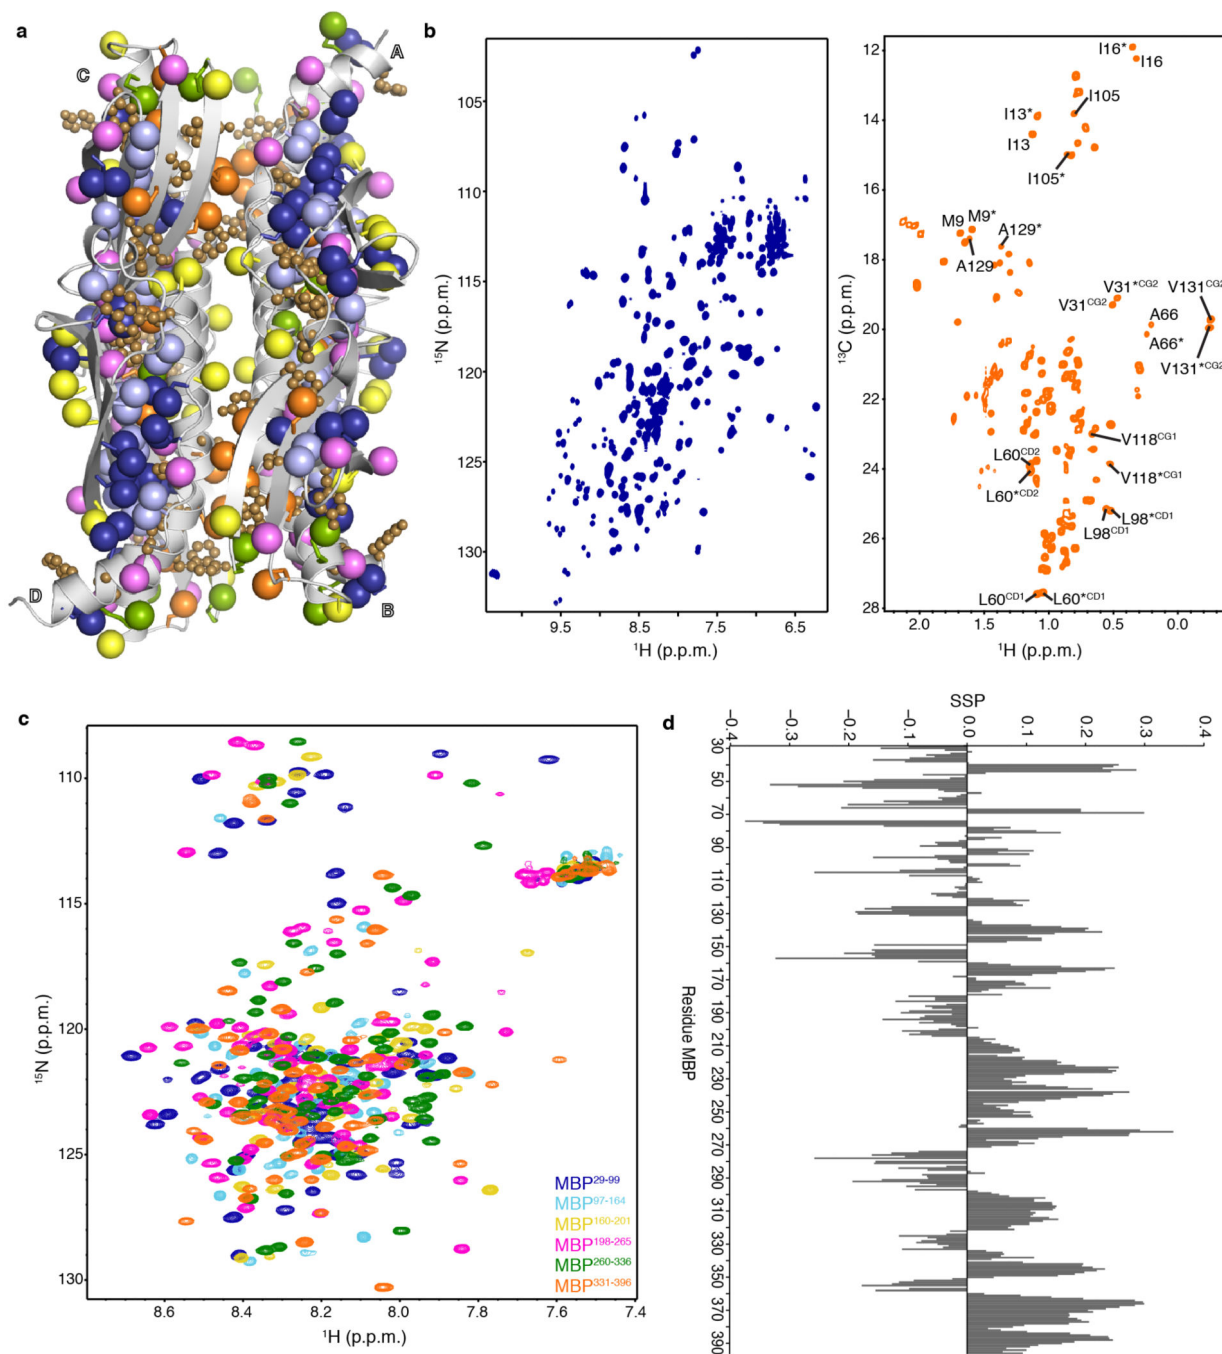 a
A
C
D
B
b
105
110
115
120
125
130
¹⁵N (p.p.m.)
9.5 8.5 7.5 6.5
¹H (p.p.m.)
12
14
16
18
20
22
24
26
28
¹³C (p.p.m.)
2.0 1.5 1.0 0.5 0.0
¹H (p.p.m.)
I16*
I16
I105
I13*
I13
I105*
M9 M9*
A129*
A129
V31*CG2
V131CG2
V31CG2
A66
A66*
V131*CG2
V118CG1
L60CD2
V118*CG1
L60*CD2
L98*CD1
L98CD1
L60CD1 L60*CD1
c
110
115
120
125
130
¹⁵N (p.p.m.)
8.6 8.4 8.2 8.0 7.8 7.6 7.4
¹H (p.p.m.)
MBP29-99
MBP97-164
MBP160-201
MBP198-265
MBP260-336
MBP331-396
d
SSP
-0.4 -0.3 -0.2 -0.1 0.0 0.1 0.2 0.3 0.4
30
50
70
90
110
130
150
170
190
210
230
250
270
290
310
330
350
370
390
Residue MBP